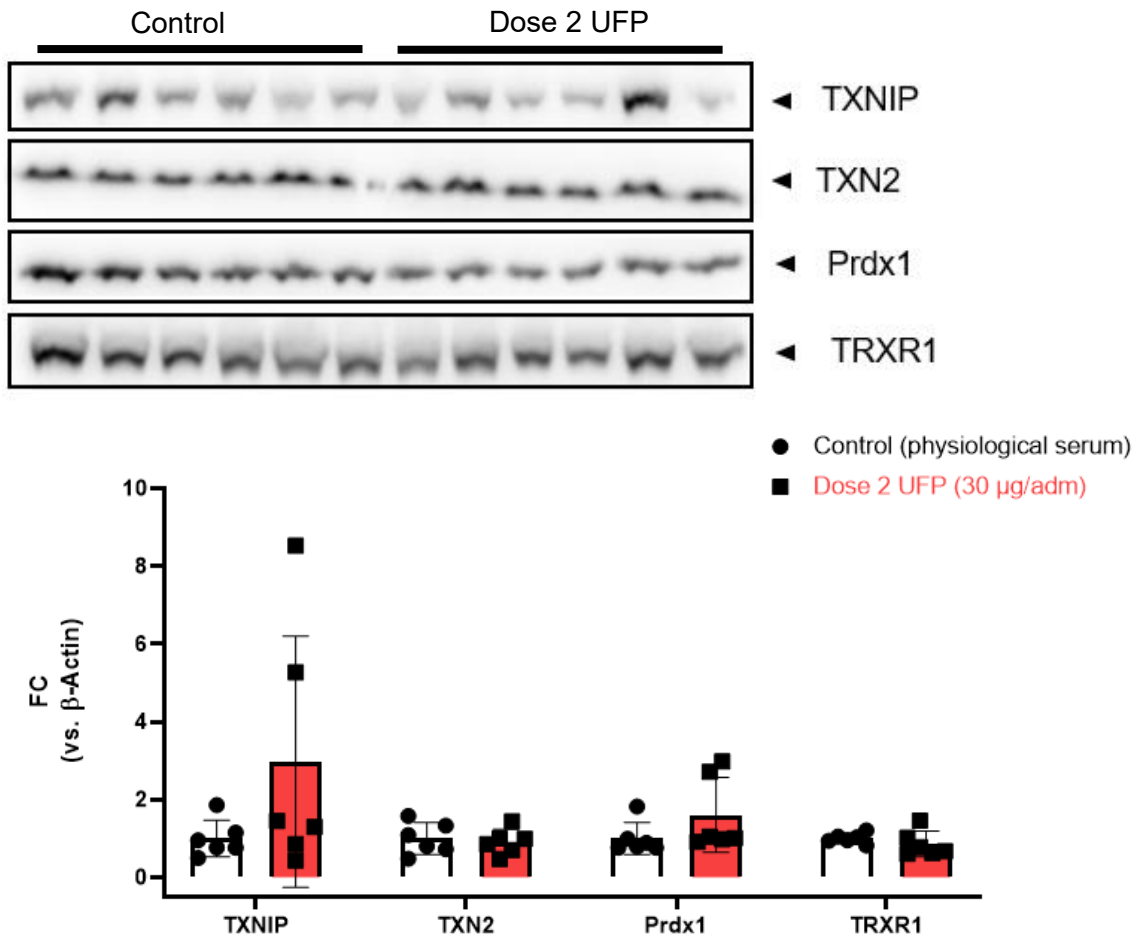 Control
Dose 2 UFP
◄ TXNIP
◄ TXN2
◄ Prdx1
◄ TRXR1
● Control (physiological serum)
■ Dose 2 UFP (30 µg/adm)
FC
(vs. β-Actin)
10
8
6
4
2
0
TXNIP
TXN2
Prdx1
TRXR1